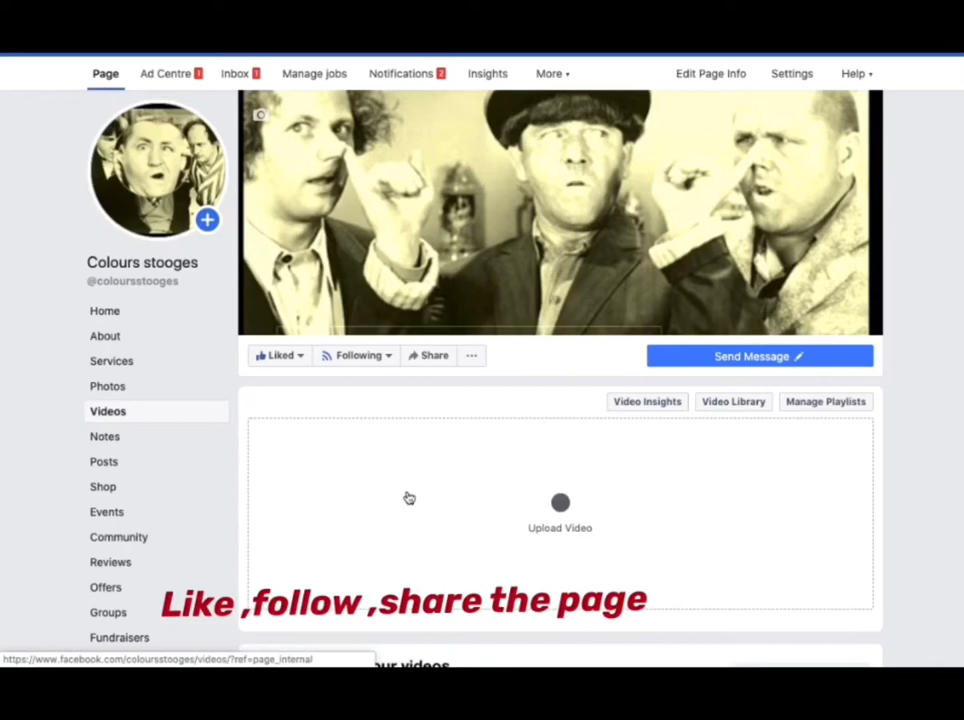 Page Ad Centre 1 Inbox 1 Manage jobs Notifications 2 Insights More Edit Page Info Settings Help
Colours stooges
@coloursstooges
Home
About
Services
Photos
Videos
Notes
Posts
Shop
Events
Community
Reviews
Offers
Groups
Fundraisers
Liked Following Share ... Send Message
Video Insights Video Library Manage Playlists
Upload Video
Like ,follow ,share the page
https://www.facebook.com/coloursstooges/videos/?ref=page_internal
videos